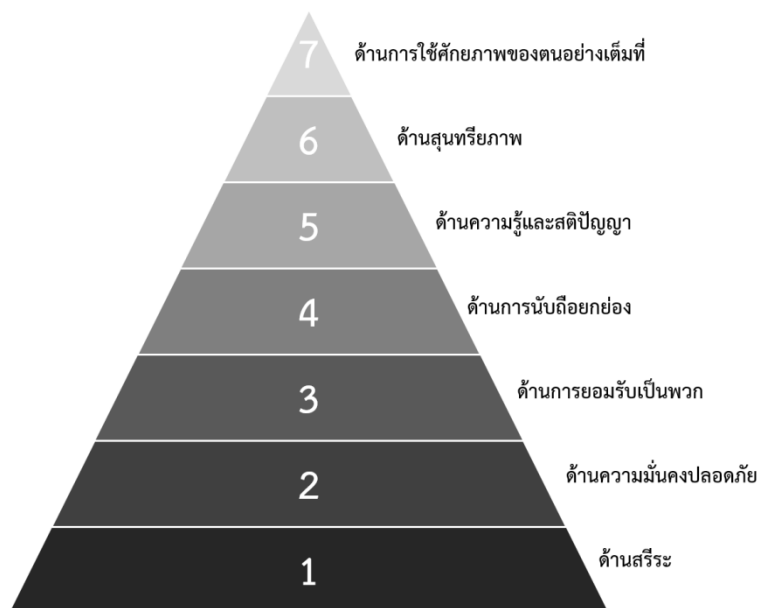 7 ด้านการใช้ศักยภาพของตนอย่างเต็มที่
6 ด้านสุนทรียภาพ
5 ด้านความรู้และสติปัญญา
4 ด้านการนับถือยกย่อง
3 ด้านการยอมรับเป็นพวก
2 ด้านความมั่นคงปลอดภัย
1 ด้านสรีระ